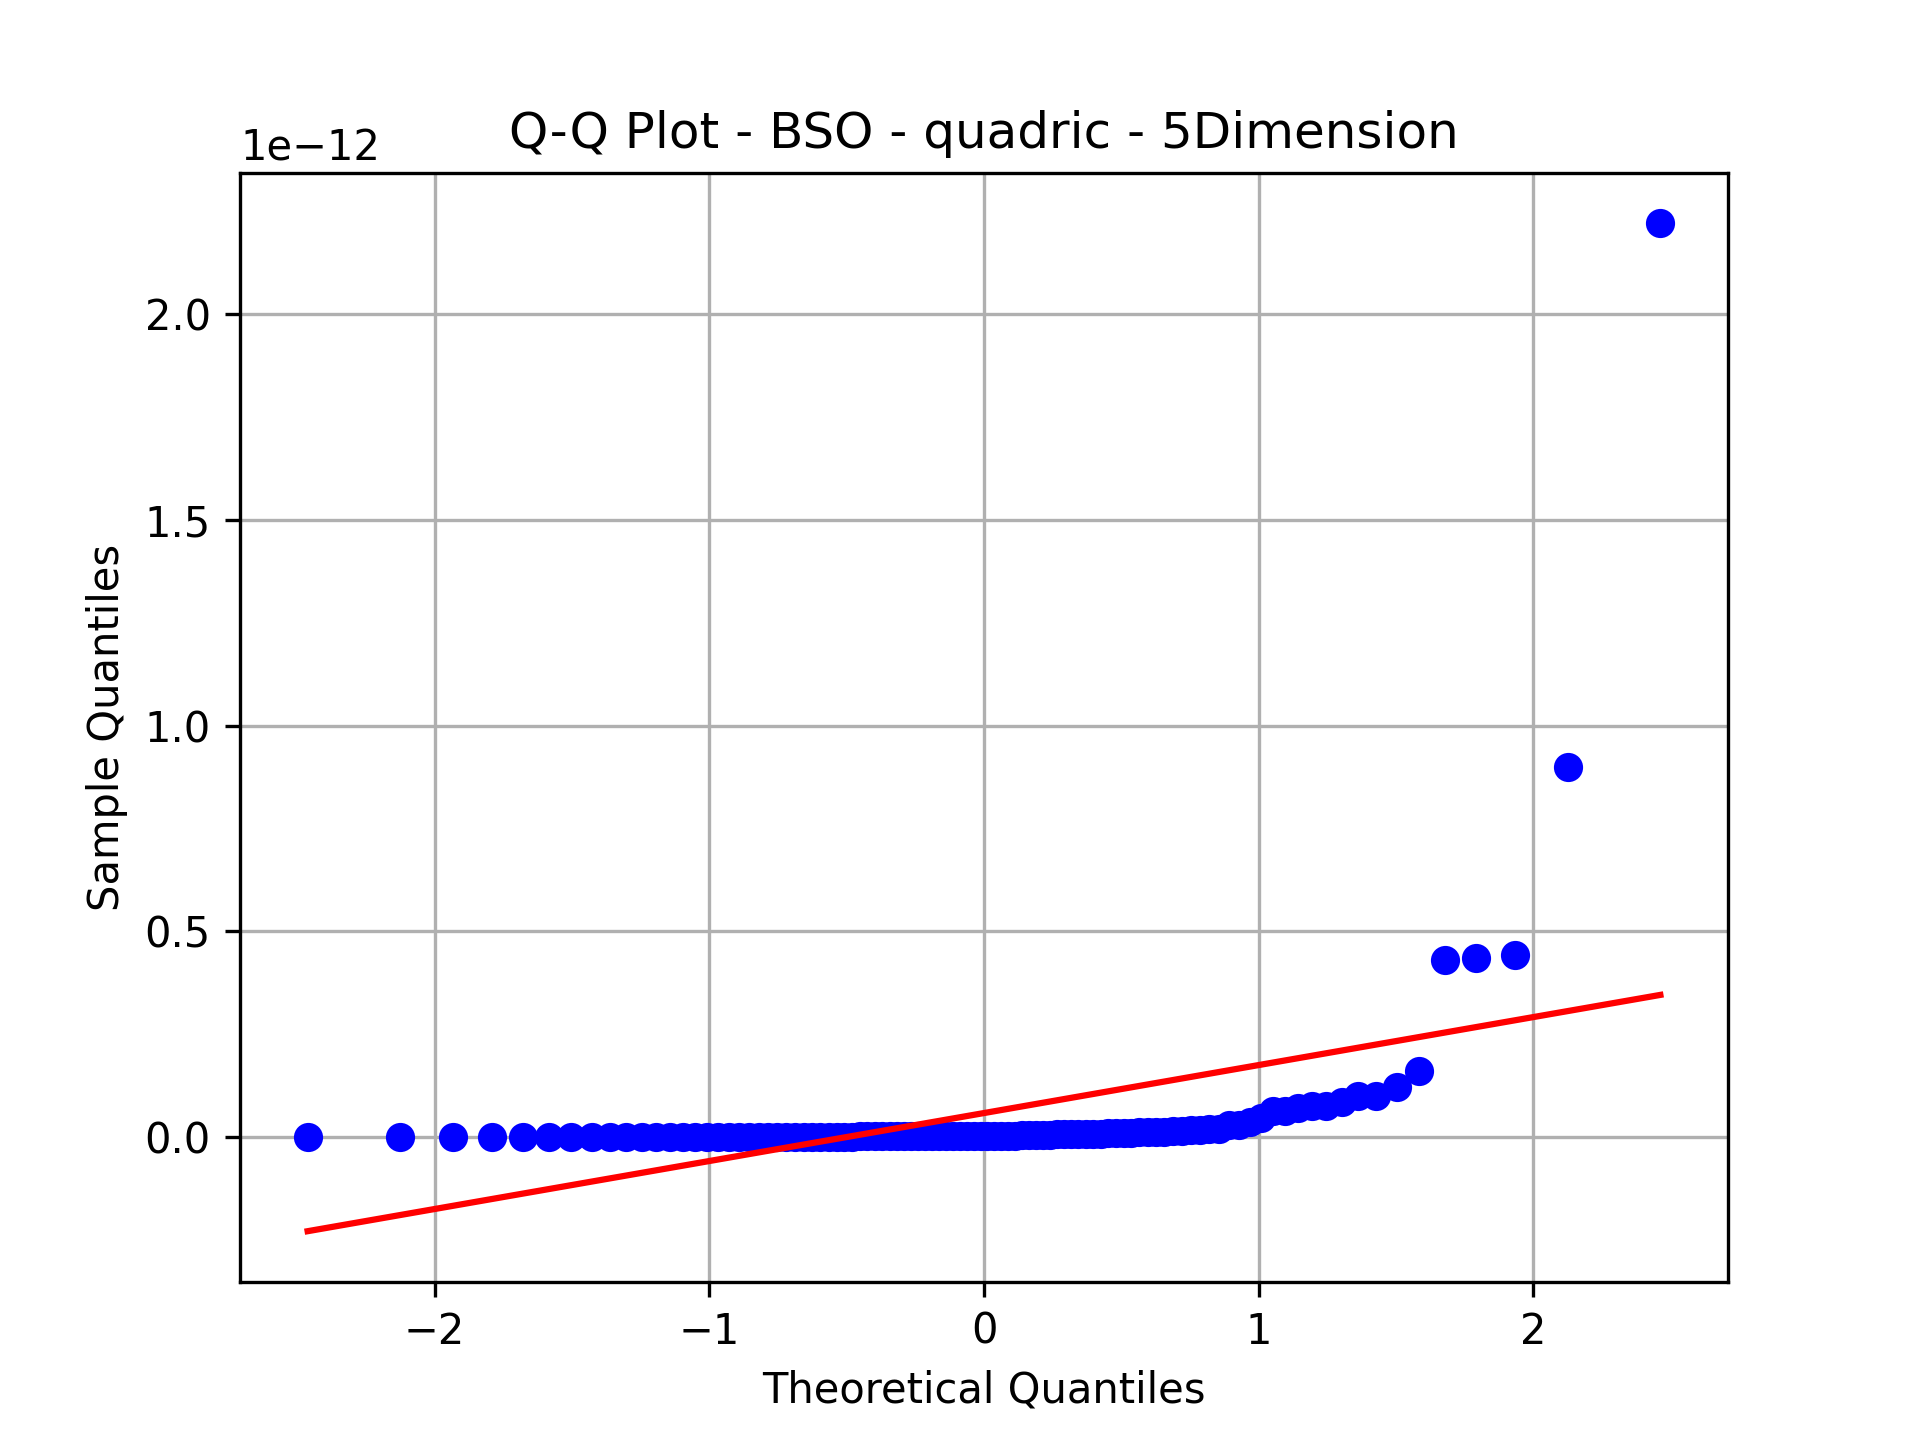 Q-Q Plot - BSO - quadric - 5Dimension
1e−12
2.0
1.5
1.0
0.5
0.0
Sample Quantiles
−2
−1
0
1
2
Theoretical Quantiles